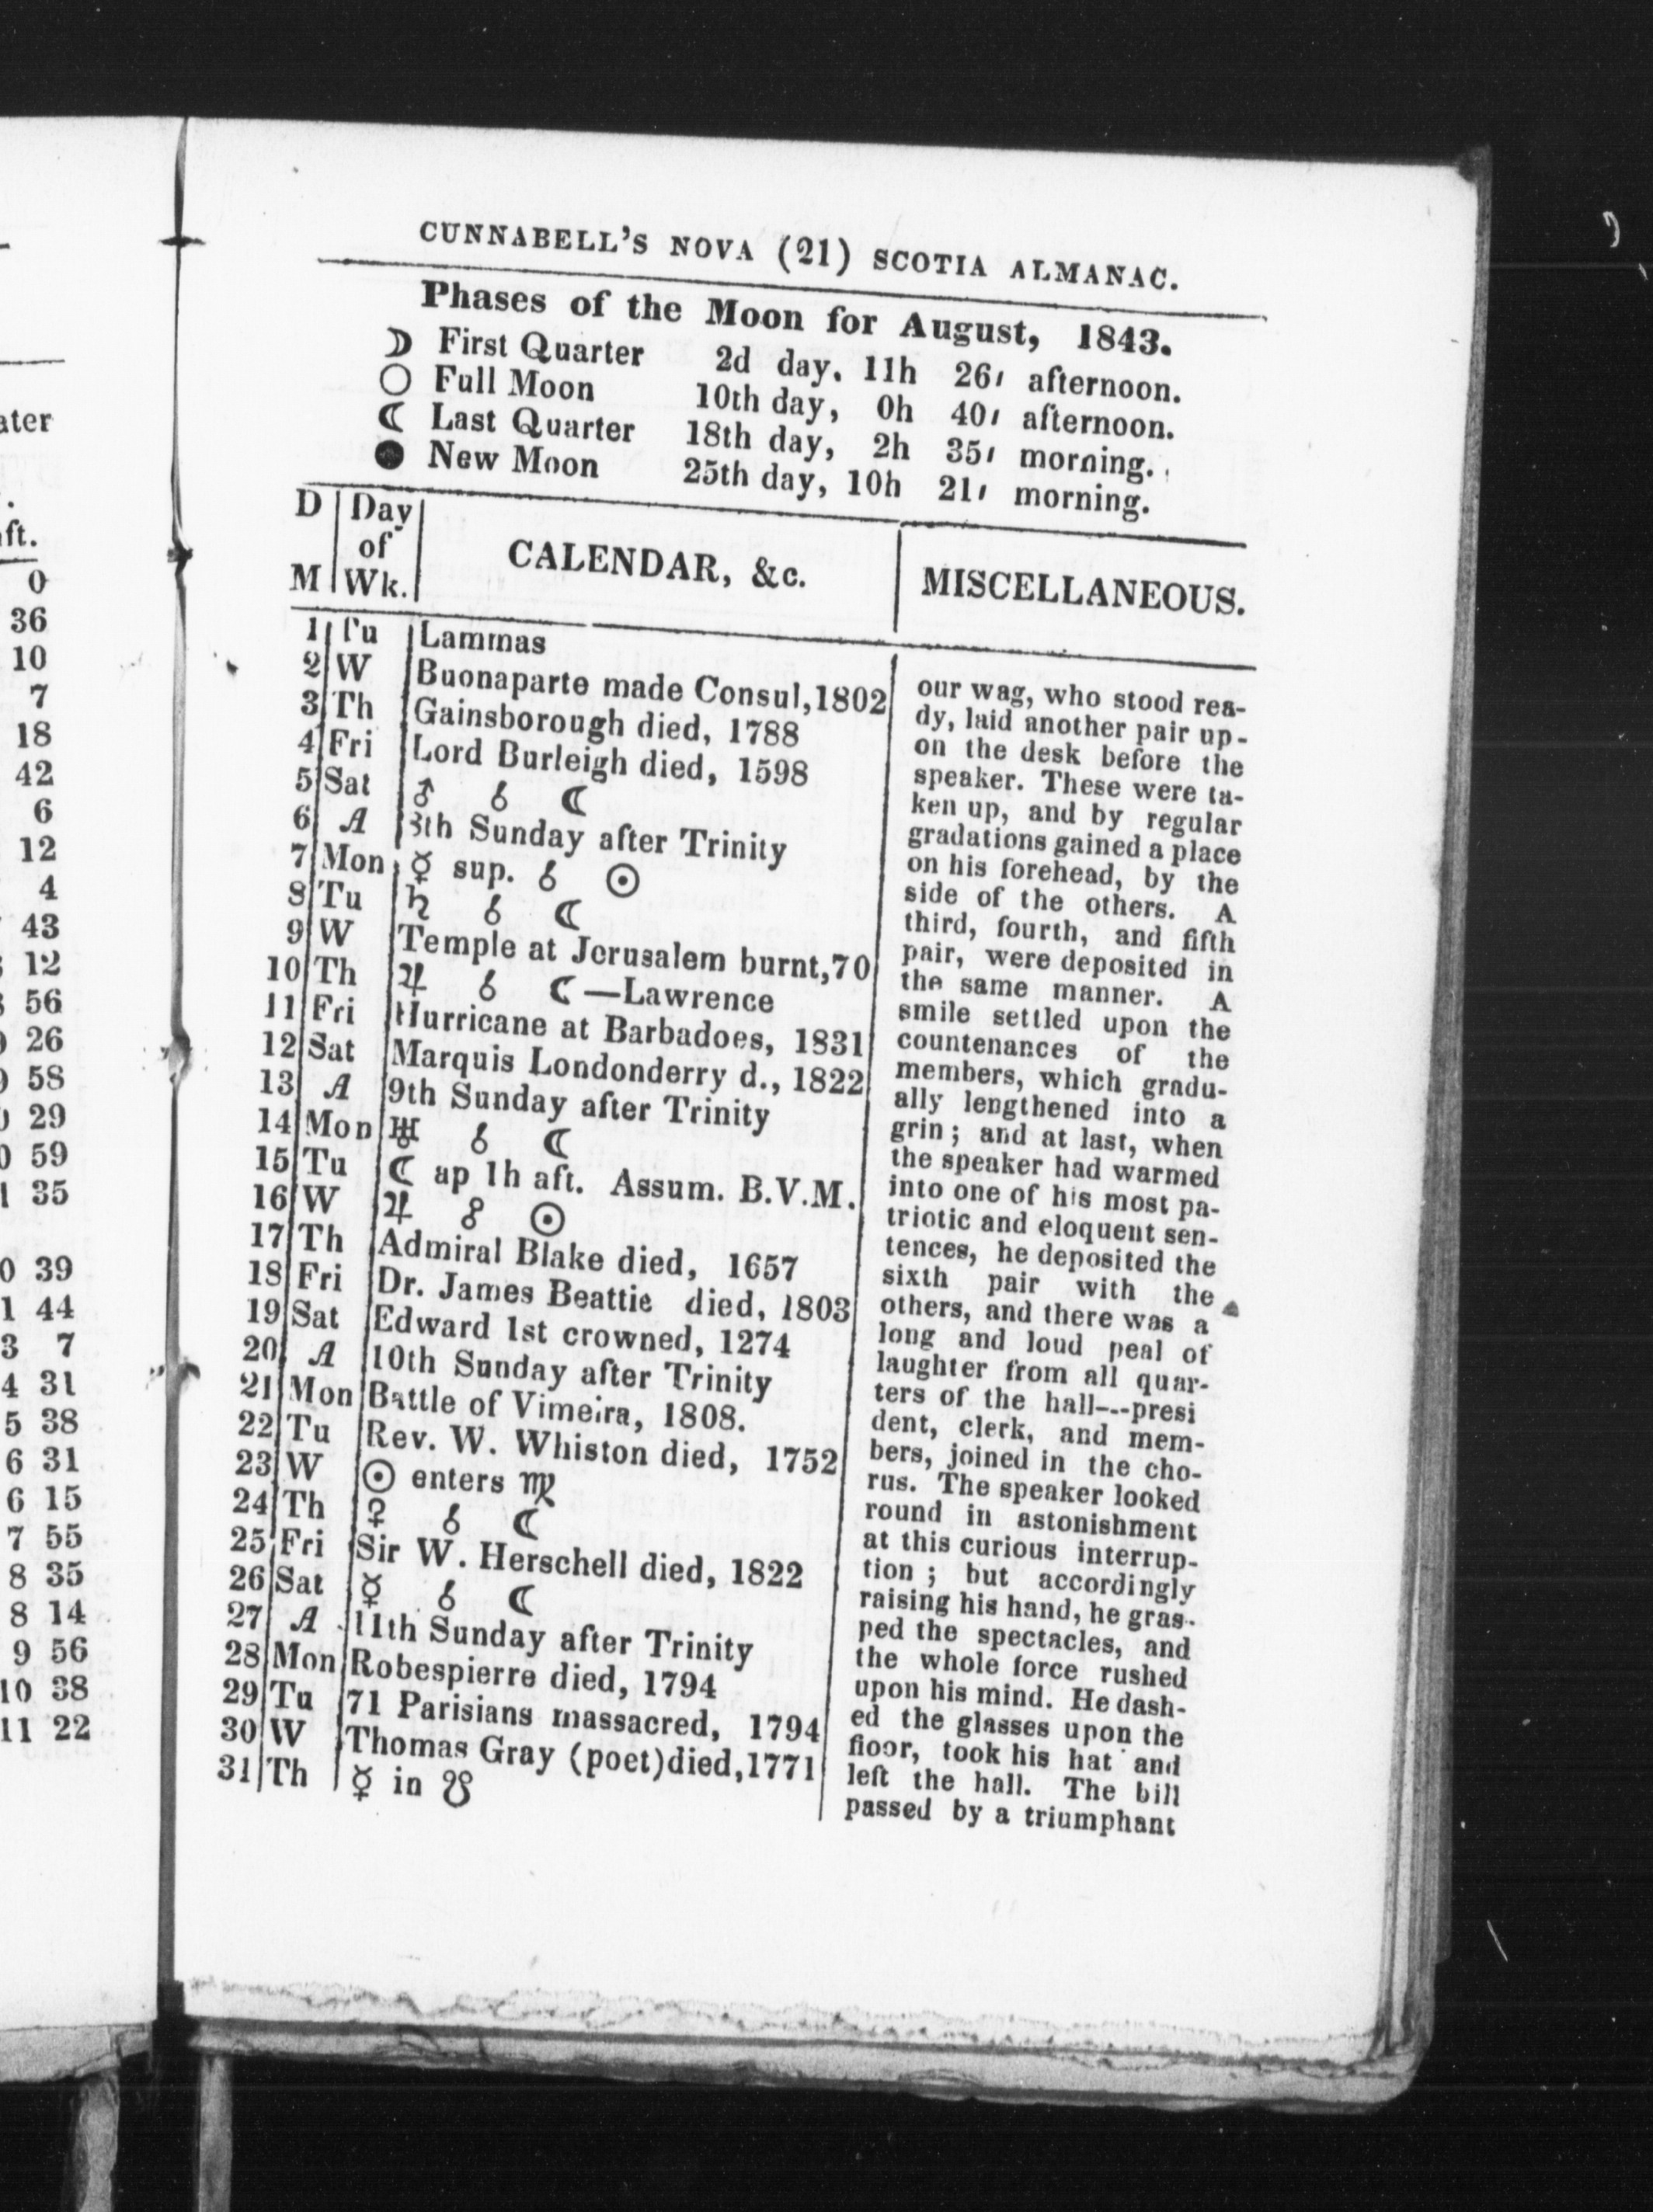 CUNNABELL'S NOVA (21) SCOTIA ALMANAC.
Phases of the Moon for August, 1843.
☽ First Quarter 2d day. 11h 26′ afternoon.
○ Full Moon 10th day, 0h 40′ afternoon.
☾ Last Quarter 18th day, 2h 35′ morning.
● New Moon 25th day, 10h 21′ morning.
D M | Day of Wk. | CALENDAR, &c.
1 Tu Lammas
2 W Buonaparte made Consul, 1802
3 Th Gainsborough died, 1788
4 Fri Lord Burleigh died, 1598
5 Sat ♂ ☌ ☾
6 A 8th Sunday after Trinity
7 Mon ☿ sup. ☌ ☉
8 Tu ♄ ☌ ☾
9 W Temple at Jerusalem burnt, 70
10 Th ♃ ☌ ☾—Lawrence
11 Fri Hurricane at Barbadoes, 1831
12 Sat Marquis Londonderry d., 1822
13 A 9th Sunday after Trinity
14 Mon ♅ ☌ ☾
15 Tu ☾ ap 1h aft. Assum. B.V.M.
16 W ♃ ☍ ☉
17 Th Admiral Blake died, 1657
18 Fri Dr. James Beattie died, 1803
19 Sat Edward 1st crowned, 1274
20 A 10th Sunday after Trinity
21 Mon Battle of Vimeira, 1808.
22 Tu Rev. W. Whiston died, 1752
23 W ☉ enters ♍
24 Th ♀ ☌ ☾
25 Fri Sir W. Herschell died, 1822
26 Sat ☿ ☌ ☾
27 A 11th Sunday after Trinity
28 Mon Robespierre died, 1794
29 Tu 71 Parisians massacred, 1794
30 W Thomas Gray (poet) died, 1771
31 Th ☿ in ☋
MISCELLANEOUS.
our wag, who stood rea-
dy, laid another pair up-
on the desk before the
speaker. These were ta-
ken up, and by regular
gradations gained a place
on his forehead, by the
side of the others. A
third, fourth, and fifth
pair, were deposited in
the same manner. A
smile settled upon the
countenances of the
members, which gradu-
ally lengthened into a
grin; and at last, when
the speaker had warmed
into one of his most pa-
triotic and eloquent sen-
tences, he deposited the
sixth pair with the
others, and there was a
long and loud peal of
laughter from all quar-
ters of the hall---presi
dent, clerk, and mem-
bers, joined in the cho-
rus. The speaker looked
round in astonishment
at this curious interrup-
tion; but accordingly
raising his hand, he gras-
ped the spectacles, and
the whole force rushed
upon his mind. He dash-
ed the glasses upon the
floor, took his hat and
left the hall. The bill
passed by a triumphant